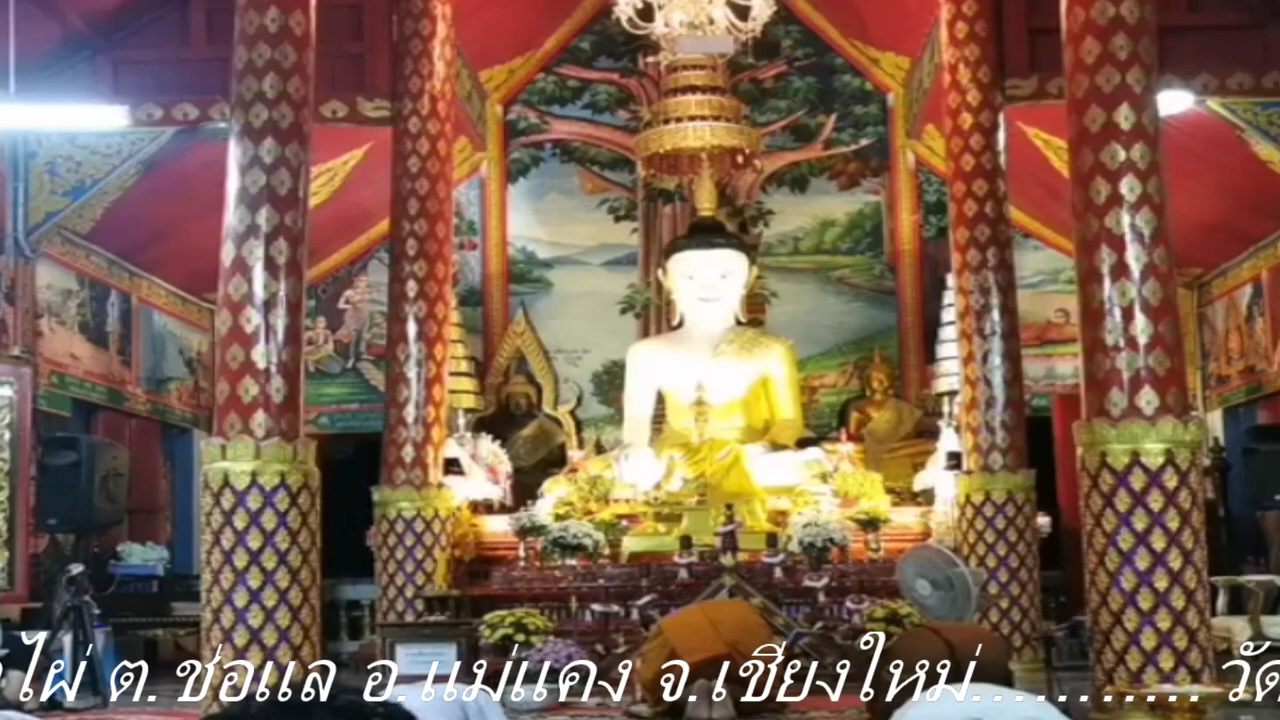 ไผ่ ต.ช่อแล อ.แม่แคง จ.เชียงใหม่........... วัด